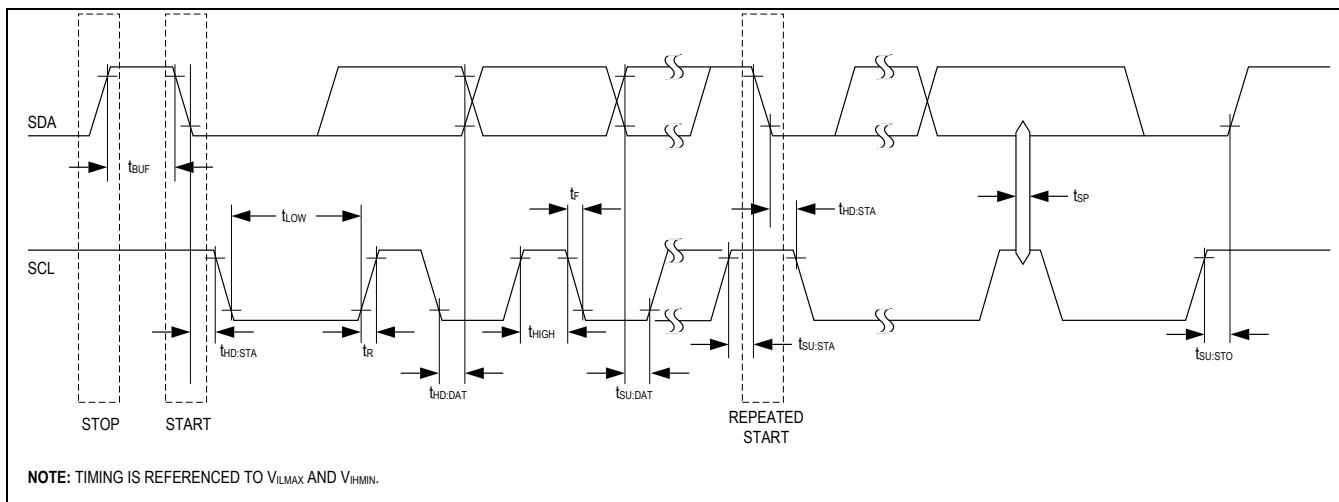 SDA
tBUF
tLOW
tF
tHD:STA
tSP
SCL
tHD:STA
tR
tHIGH
tSU:STA
tSU:STO
tHD:DAT
tSU:DAT
STOP
START
REPEATED
START
NOTE: TIMING IS REFERENCED TO VILMAX AND VIHMIN.